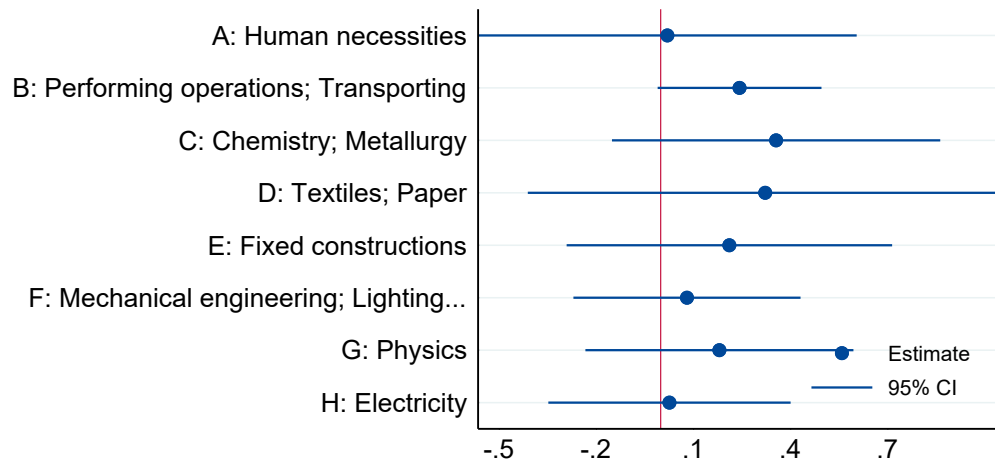 A: Human necessities
B: Performing operations; Transporting
C: Chemistry; Metallurgy
D: Textiles; Paper
E: Fixed constructions
F: Mechanical engineering; Lighting...
G: Physics
H: Electricity
Estimate
95% CI
-.5 -.2 .1 .4 .7